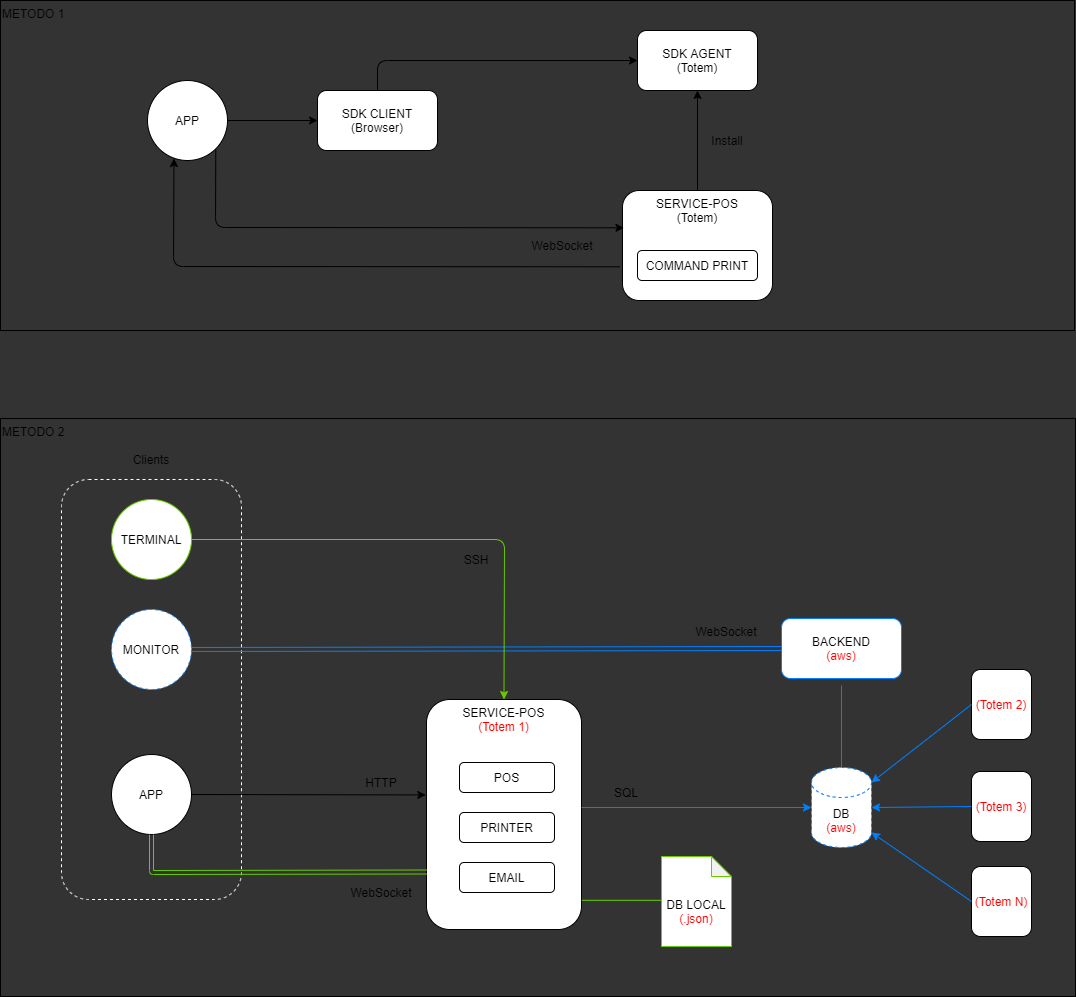 METODO 1
SDK AGENT
(Totem)
APP
SDK CLIENT
(Browser)
Install
SERVICE-POS
(Totem)
WebSocket
COMMAND PRINT
METODO 2
Clients
TERMINAL
SSH
MONITOR
WebSocket
BACKEND
(aws)
(Totem 2)
SERVICE-POS
(Totem 1)
APP
HTTP
POS
SQL
(Totem 3)
DB
(aws)
PRINTER
EMAIL
WebSocket
DB LOCAL
(.json)
(Totem N)